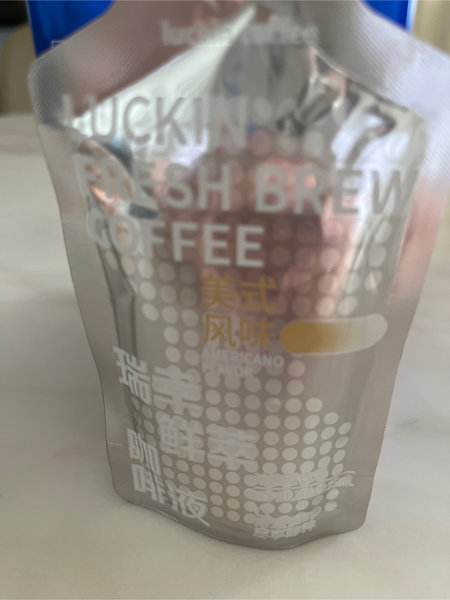 luckin coffee
LUCKIN
FRESH BREW
COFFEE
美式
风味
AMERICANO
FLAVOR
瑞幸
鲜萃
咖
啡液